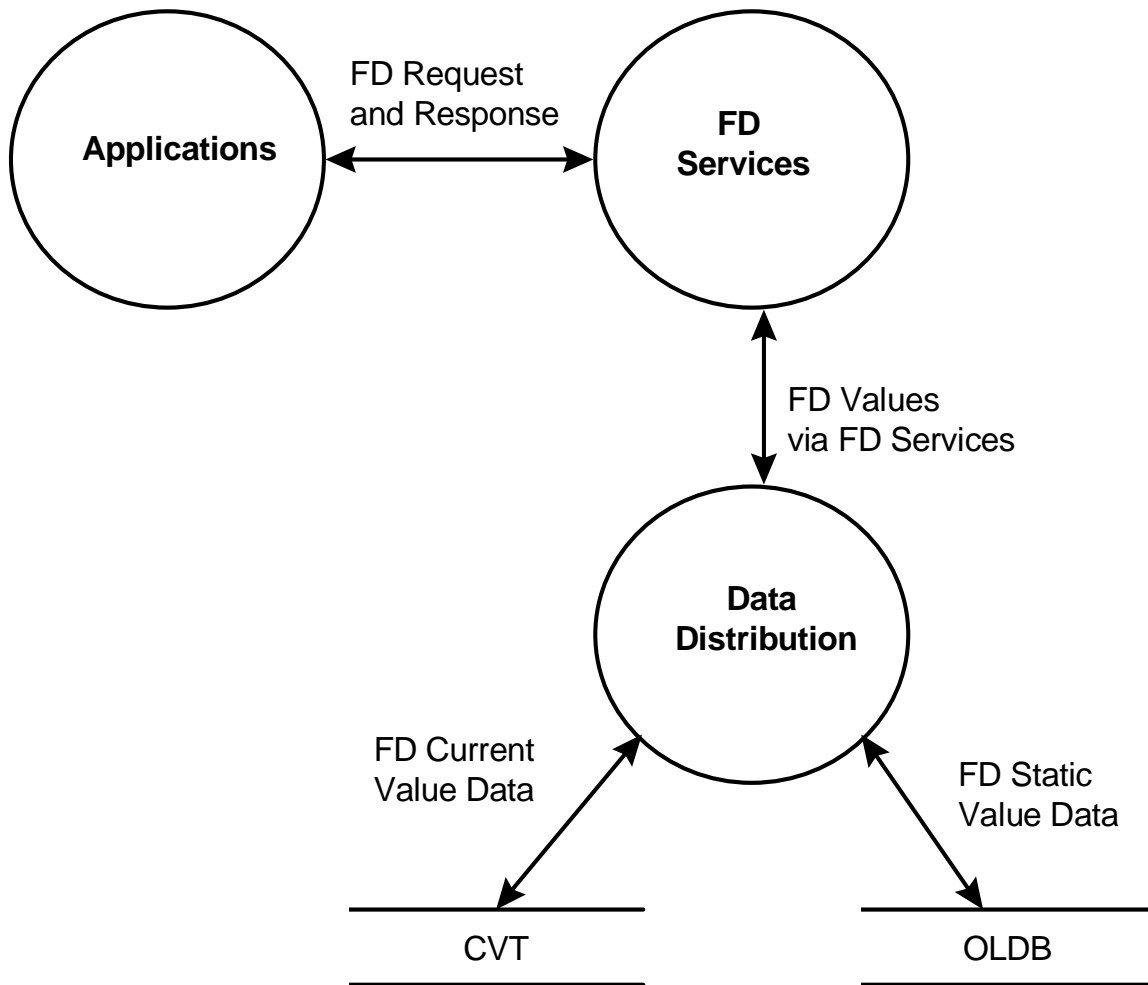 FD Request
and Response
Applications
FD
Services
FD Values
via FD Services
Data
Distribution
FD Current
Value Data
FD Static
Value Data
CVT
OLDB